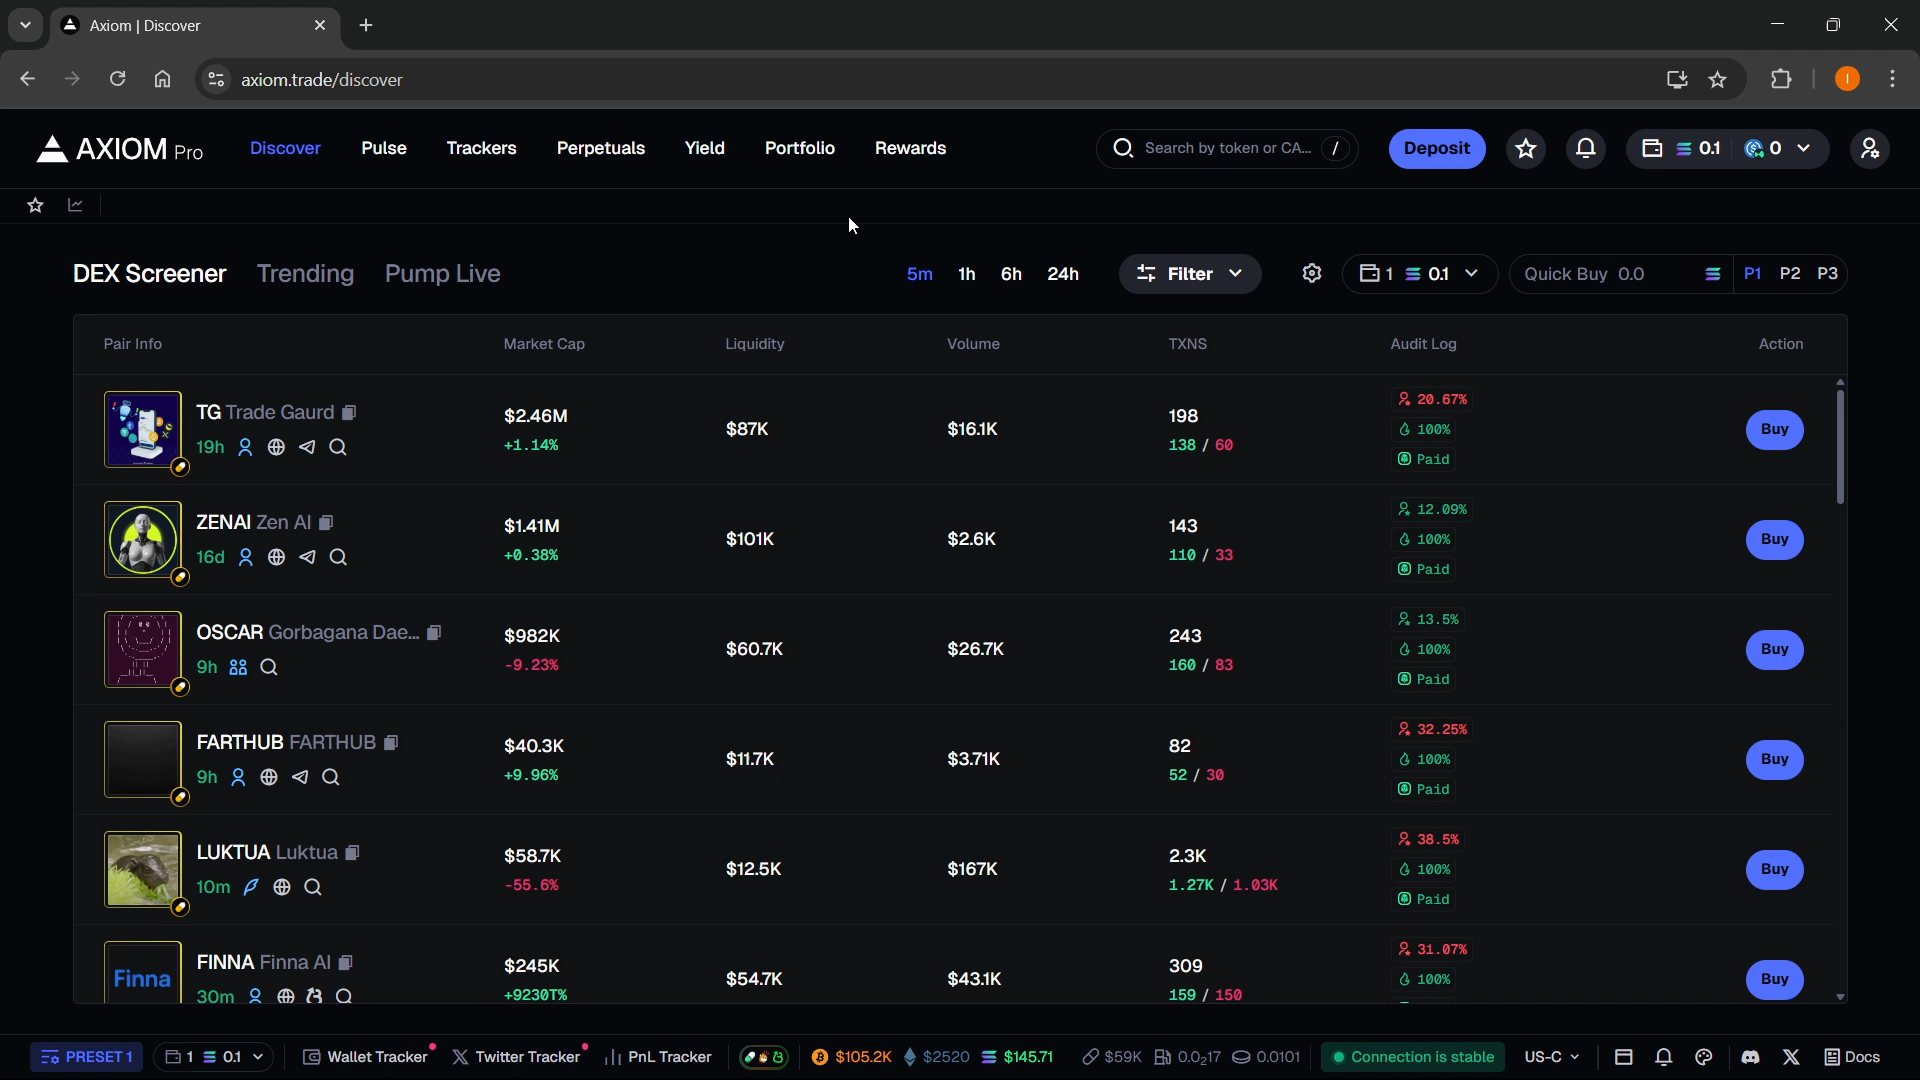 Axiom | Discover
axiom.trade/discover
I
AXIOM Pro
Discover
Pulse
Trackers
Perpetuals
Yield
Portfolio
Rewards
Search by token or CA... /
Deposit
0.1
0
DEX Screener
Trending
Pump Live
5m 1h 6h 24h
Filter
1 0.1
Quick Buy 0.0
P1 P2 P3
Pair Info Market Cap Liquidity Volume TXNS Audit Log Action
TG Trade Gaurd
19h
$2.46M
+1.14%
$87K
$16.1K
198
138 / 60
20.67%
100%
Paid
Buy
ZENAI Zen AI
16d
$1.41M
+0.38%
$101K
$2.6K
143
110 / 33
12.09%
100%
Paid
Buy
OSCAR Gorbagana Dae...
9h
$982K
-9.23%
$60.7K
$26.7K
243
160 / 83
13.5%
100%
Paid
Buy
FARTHUB FARTHUB
9h
$40.3K
+9.96%
$11.7K
$3.71K
82
52 / 30
32.25%
100%
Paid
Buy
LUKTUA Luktua
10m
$58.7K
-55.6%
$12.5K
$167K
2.3K
1.27K / 1.03K
38.5%
100%
Paid
Buy
Finna
FINNA Finna AI
30m
$245K
+9230T%
$54.7K
$43.1K
309
159 / 150
31.07%
100%
Buy
PRESET 1
1 0.1
Wallet Tracker
Twitter Tracker
PnL Tracker
$105.2K
$2520
$145.71
$59K
0.0₂17
0.0101
Connection is stable
US-C
Docs